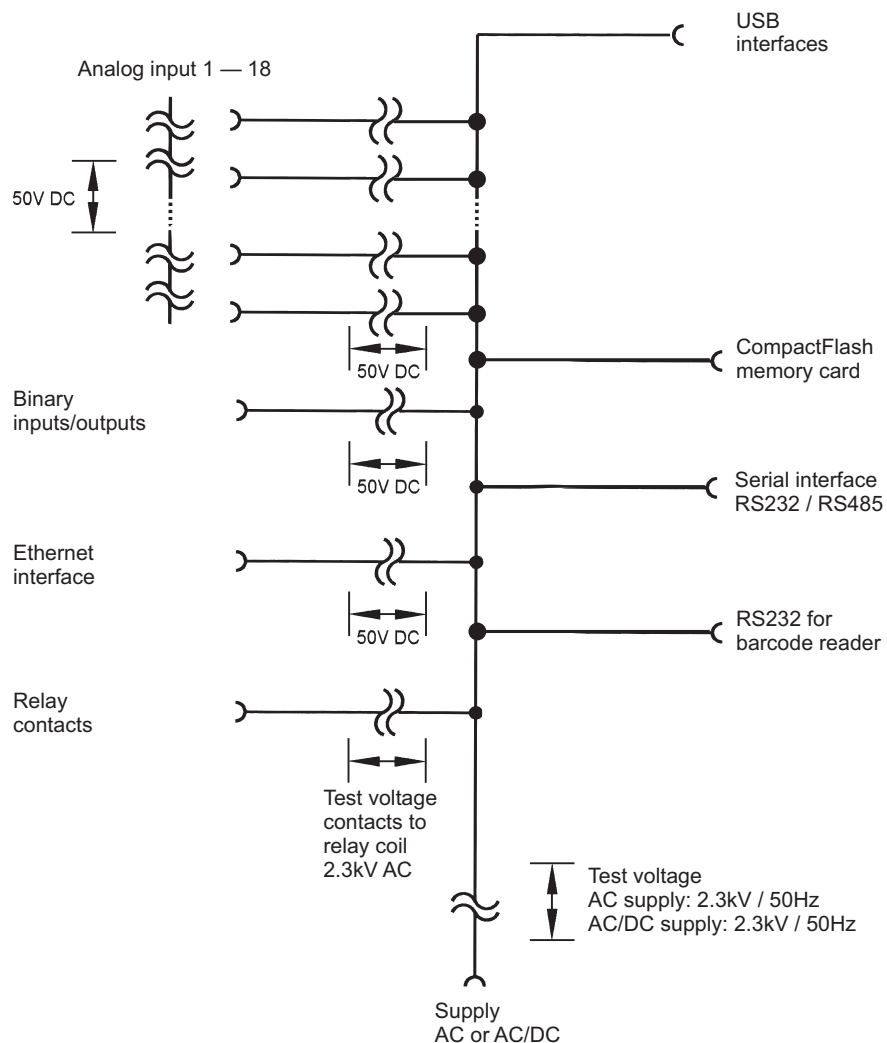 USB
interfaces
Analog input 1 — 18
50V DC
50V DC
CompactFlash
memory card
Binary
inputs/outputs
50V DC
Serial interface
RS232 / RS485
Ethernet
interface
50V DC
RS232 for
barcode reader
Relay
contacts
Test voltage
contacts to
relay coil
2.3kV AC
Test voltage
AC supply: 2.3kV / 50Hz
AC/DC supply: 2.3kV / 50Hz
Supply
AC or AC/DC